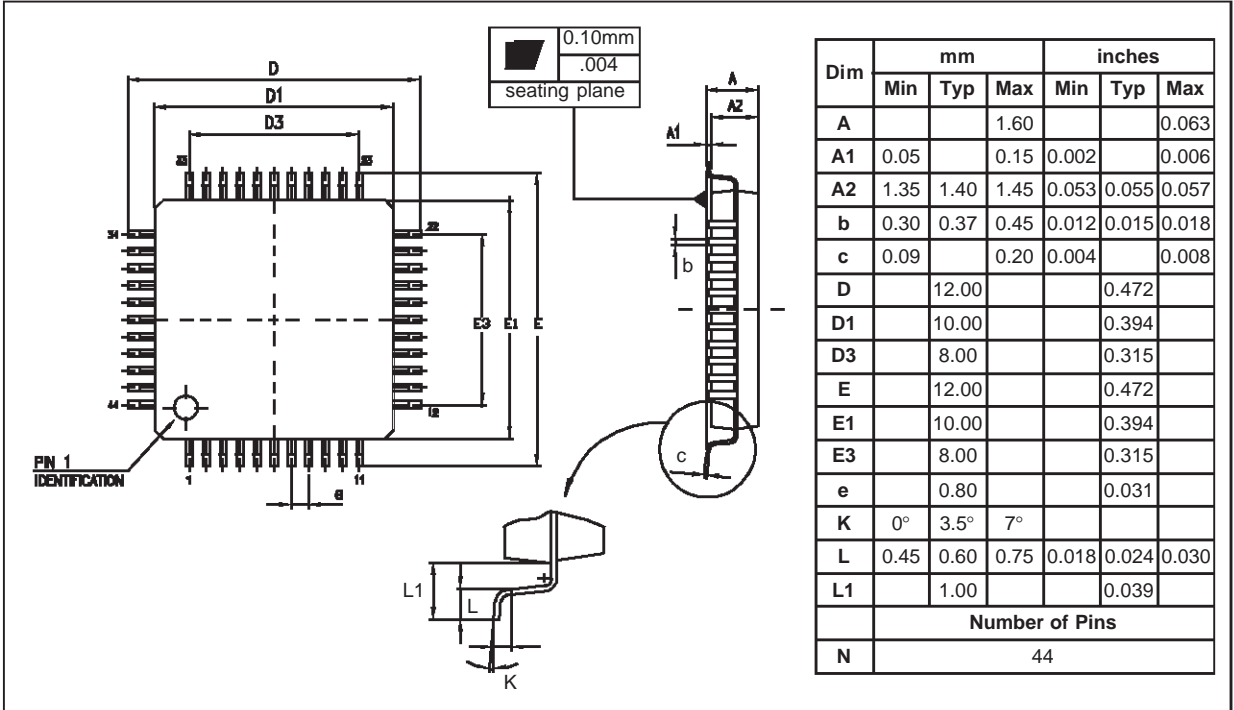 0.10mm
.004
seating plane
D
D1
D3
A
A2
A1
33
23
34
22
b
E3
E1
E
44
12
PIN 1
IDENTIFICATION
1
11
e
c
L1
L
K
Dim mm inches
Min Typ Max Min Typ Max
A 1.60 0.063
A1 0.05 0.15 0.002 0.006
A2 1.35 1.40 1.45 0.053 0.055 0.057
b 0.30 0.37 0.45 0.012 0.015 0.018
c 0.09 0.20 0.004 0.008
D 12.00 0.472
D1 10.00 0.394
D3 8.00 0.315
E 12.00 0.472
E1 10.00 0.394
E3 8.00 0.315
e 0.80 0.031
K 0° 3.5° 7°
L 0.45 0.60 0.75 0.018 0.024 0.030
L1 1.00 0.039
Number of Pins
N 44